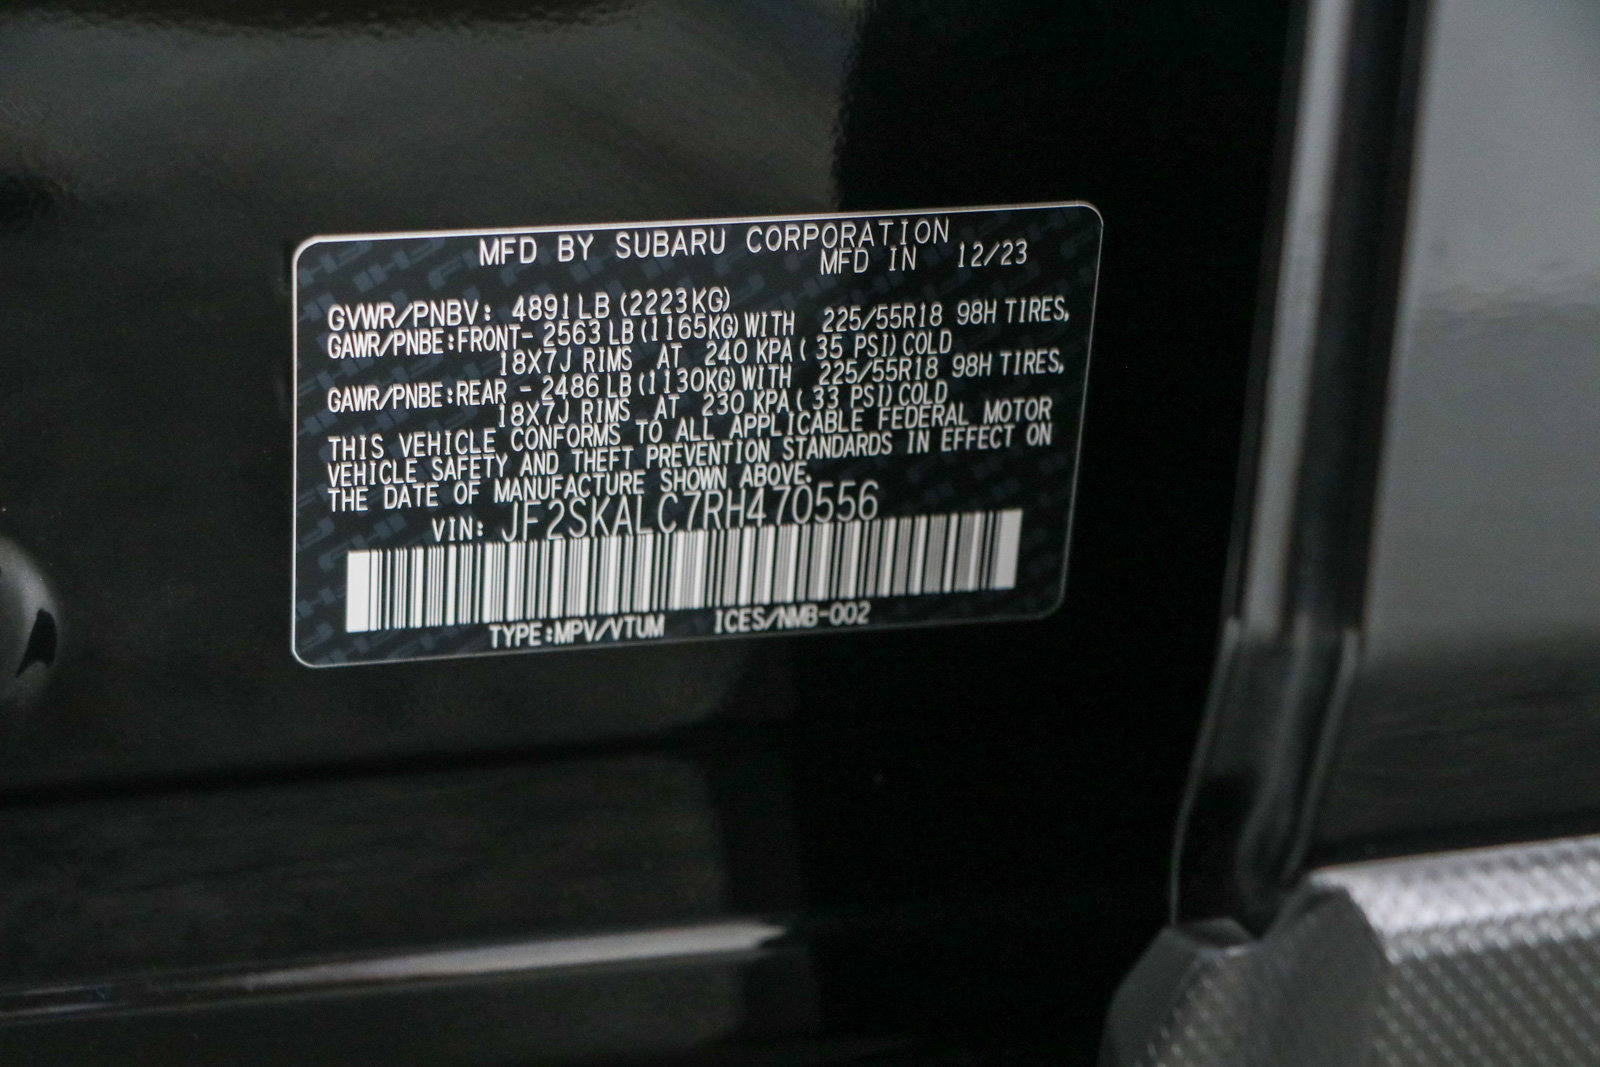 MFD BY SUBARU CORPORATION
MFD IN 12/23
GVWR/PNBV: 4891LB (2223KG)
GAWR/PNBE:FRONT- 2563 LB (1165KG)WITH 225/55R18 98H TIRES,
18X7J RIMS AT 240 KPA( 35 PSI)COLD
GAWR/PNBE:REAR - 2486 LB (1130KG)WITH 225/55R18 98H TIRES,
18X7J RIMS AT 230 KPA( 33 PSI)COLD
THIS VEHICLE CONFORMS TO ALL APPLICABLE FEDERAL MOTOR
VEHICLE SAFETY AND THEFT PREVENTION STANDARDS IN EFFECT ON
THE DATE OF MANUFACTURE SHOWN ABOVE.
VIN: JF2SKALC7RH470556
TYPE:MPV/VTUM ICES/NMB-002